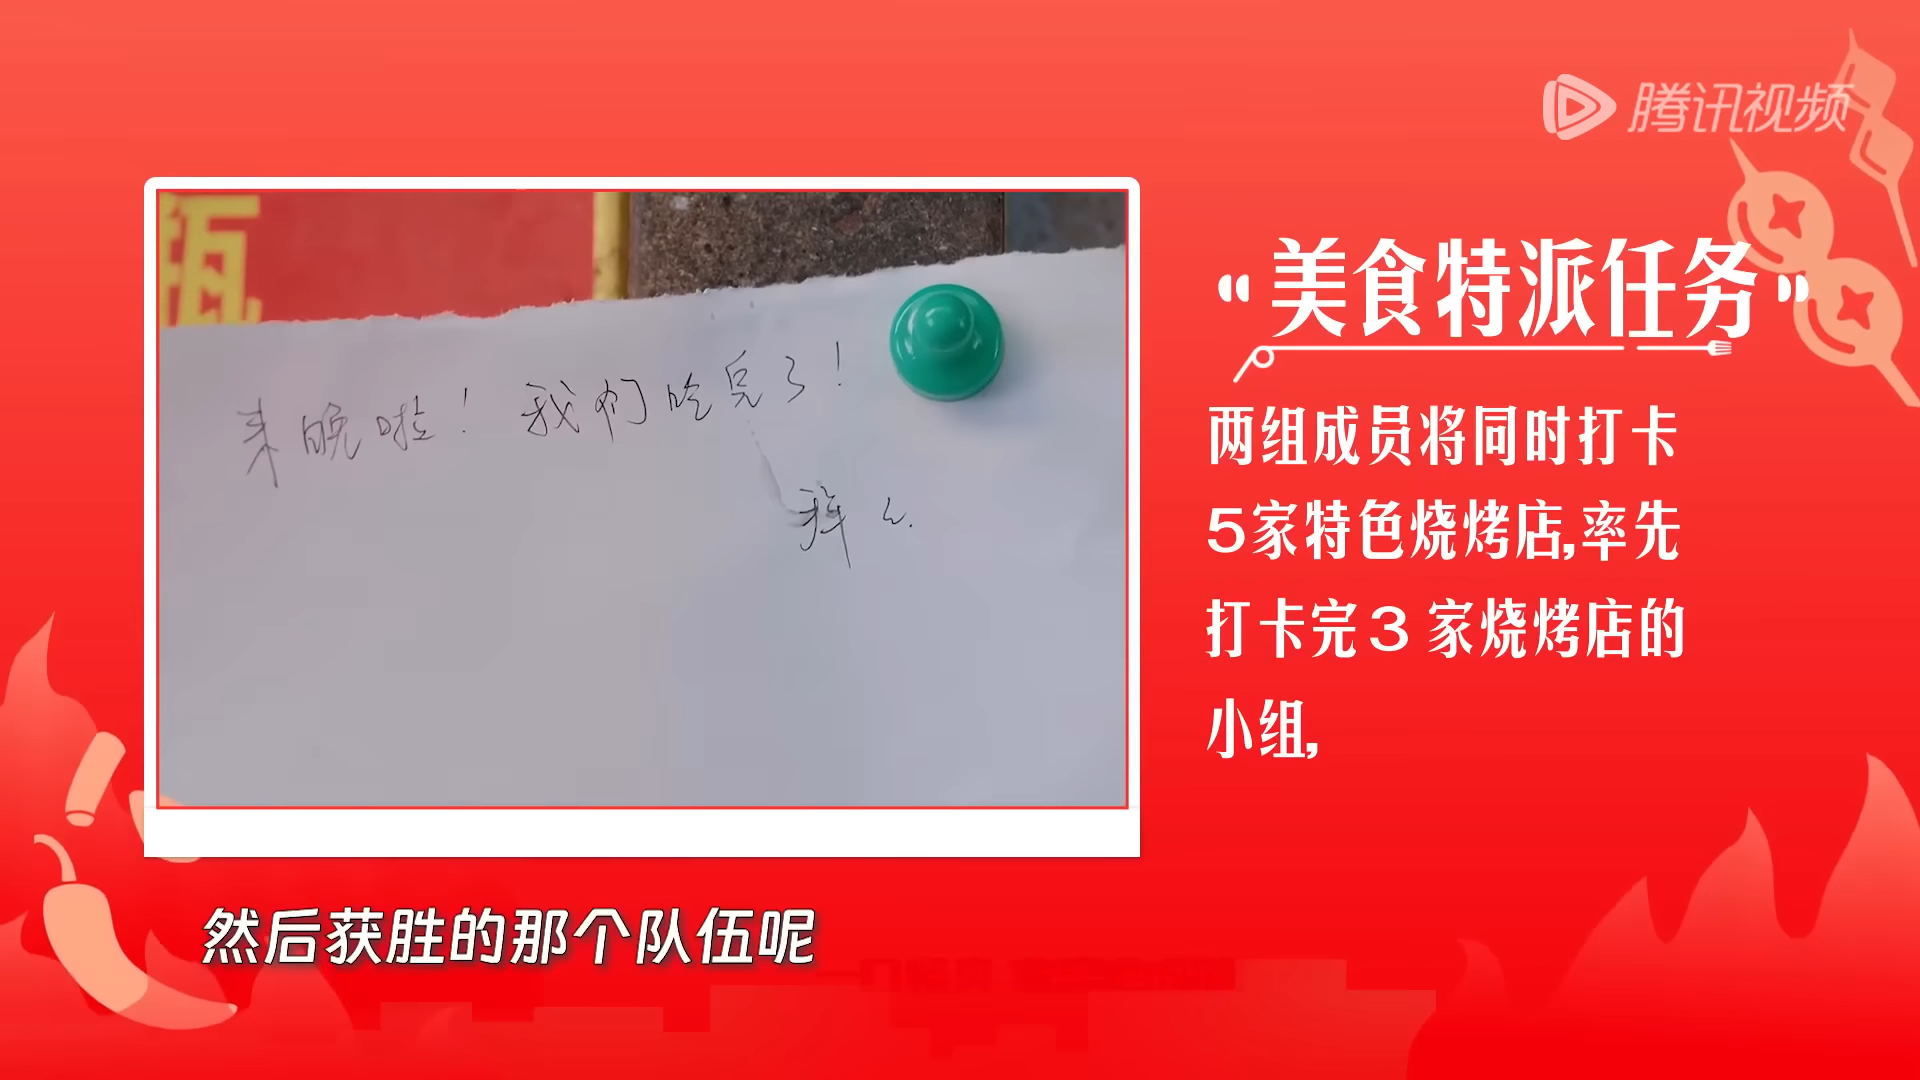 腾讯视频
瓶
来晚啦！我们吃完了！
“美食特派任务”
两组成员将同时打卡
5家特色烧烤店,率先
打卡完3 家烧烤店的
小组,
然后获胜的那个队伍呢